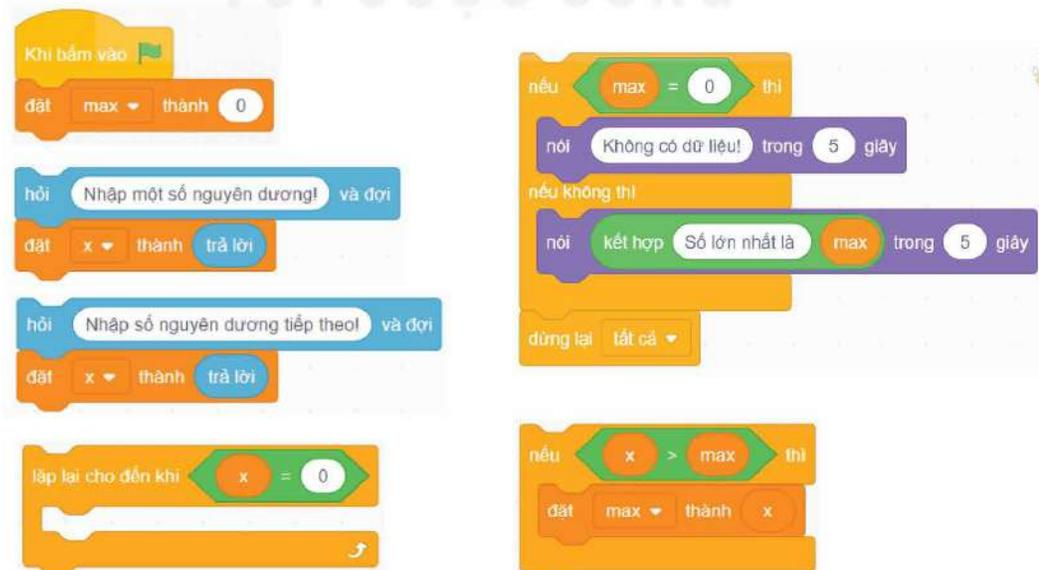 Khi bấm vào
đặt max thành 0
hỏi Nhập một số nguyên dương! và đợi
đặt x thành trả lời
hỏi Nhập số nguyên dương tiếp theo! và đợi
đặt x thành trả lời
lặp lại cho đến khi x = 0
nếu max = 0 thì
nói Không có dữ liệu! trong 5 giây
nếu không thì
nói kết hợp Số lớn nhất là max trong 5 giây
dừng lại tất cả
nếu x > max thì
đặt max thành x